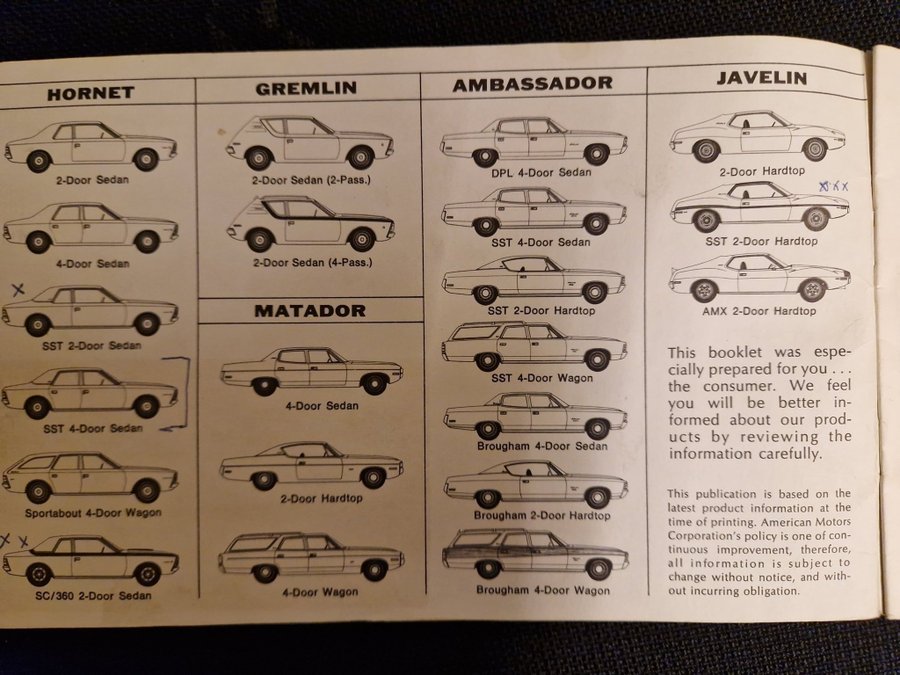 HORNET
2-Door Sedan
4-Door Sedan
X
SST 2-Door Sedan
SST 4-Door Sedan
Sportabout 4-Door Wagon
X X
SC/360 2-Door Sedan
GREMLIN
2-Door Sedan (2-Pass.)
2-Door Sedan (4-Pass.)
MATADOR
4-Door Sedan
2-Door Hardtop
4-Door Wagon
AMBASSADOR
DPL 4-Door Sedan
SST 4-Door Sedan
SST 2-Door Hardtop
SST 4-Door Wagon
Brougham 4-Door Sedan
Brougham 2-Door Hardtop
Brougham 4-Door Wagon
JAVELIN
2-Door Hardtop
X X X
SST 2-Door Hardtop
AMX 2-Door Hardtop
This booklet was espe-
cially prepared for you . . .
the consumer. We feel
you will be better in-
formed about our prod-
ucts by reviewing the
information carefully.
This publication is based on the
latest product information at the
time of printing. American Motors
Corporation's policy is one of con-
tinuous improvement, therefore,
all information is subject to
change without notice, and with-
out incurring obligation.